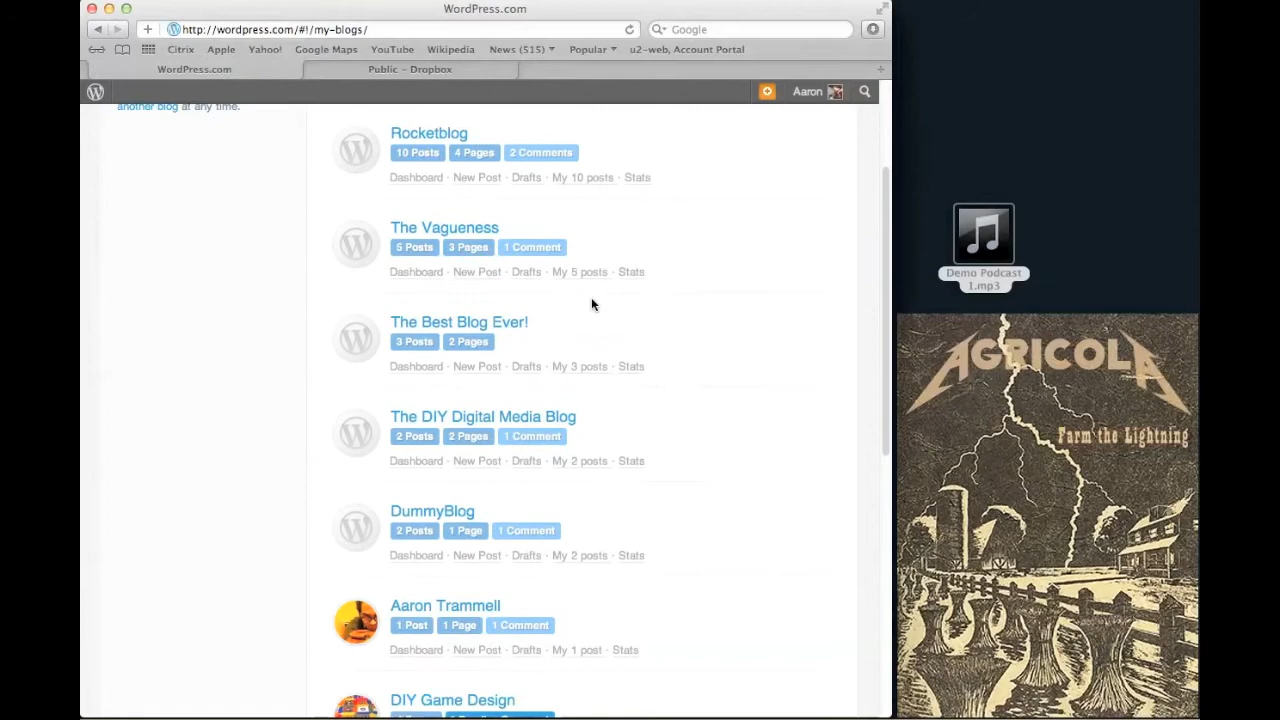 WordPress.com
http://wordpress.com/#!/my-blogs/
Google
Citrix Apple Yahoo! Google Maps YouTube Wikipedia News (515) Popular u2-web, Account Portal
WordPress.com Public – Dropbox
Aaron
another blog at any time.
Rocketblog
10 Posts 4 Pages 2 Comments
Dashboard · New Post · Drafts · My 10 posts · Stats
The Vagueness
5 Posts 3 Pages 1 Comment
Dashboard · New Post · Drafts · My 5 posts · Stats
The Best Blog Ever!
3 Posts 2 Pages
Dashboard · New Post · Drafts · My 3 posts · Stats
The DIY Digital Media Blog
2 Posts 2 Pages 1 Comment
Dashboard · New Post · Drafts · My 2 posts · Stats
DummyBlog
2 Posts 1 Page 1 Comment
Dashboard · New Post · Drafts · My 2 posts · Stats
Aaron Trammell
1 Post 1 Page 1 Comment
Dashboard · New Post · Drafts · My 1 post · Stats
DIY Game Design
Demo Podcast
1.mp3
AGRICOLA
Farm the Lightning